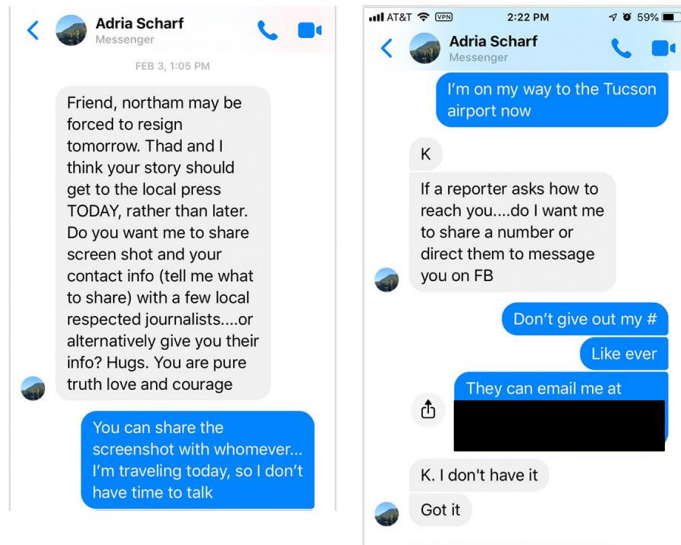 Adria Scharf
Messenger
FEB 3, 1:05 PM
Friend, northam may be
forced to resign
tomorrow. Thad and I
think your story should
get to the local press
TODAY, rather than later.
Do you want me to share
screen shot and your
contact info (tell me what
to share) with a few local
respected journalists....or
alternatively give you their
info? Hugs. You are pure
truth love and courage
You can share the
screenshot with whomever...
I'm traveling today, so I don't
have time to talk
AT&T VPN 2:22 PM 59%
Adria Scharf
Messenger
I'm on my way to the Tucson
airport now
K
If a reporter asks how to
reach you....do I want me
to share a number or
direct them to message
you on FB
Don't give out my #
Like ever
They can email me at
K. I don't have it
Got it